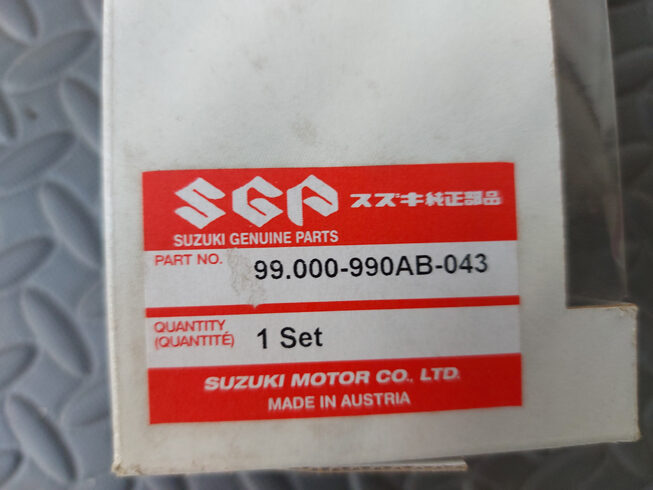 SGP スズキ純正部品
SUZUKI GENUINE PARTS
PART NO. 99.000-990AB-043
QUANTITY
(QUANTITÉ) 1 Set
SUZUKI MOTOR CO., LTD.
MADE IN AUSTRIA